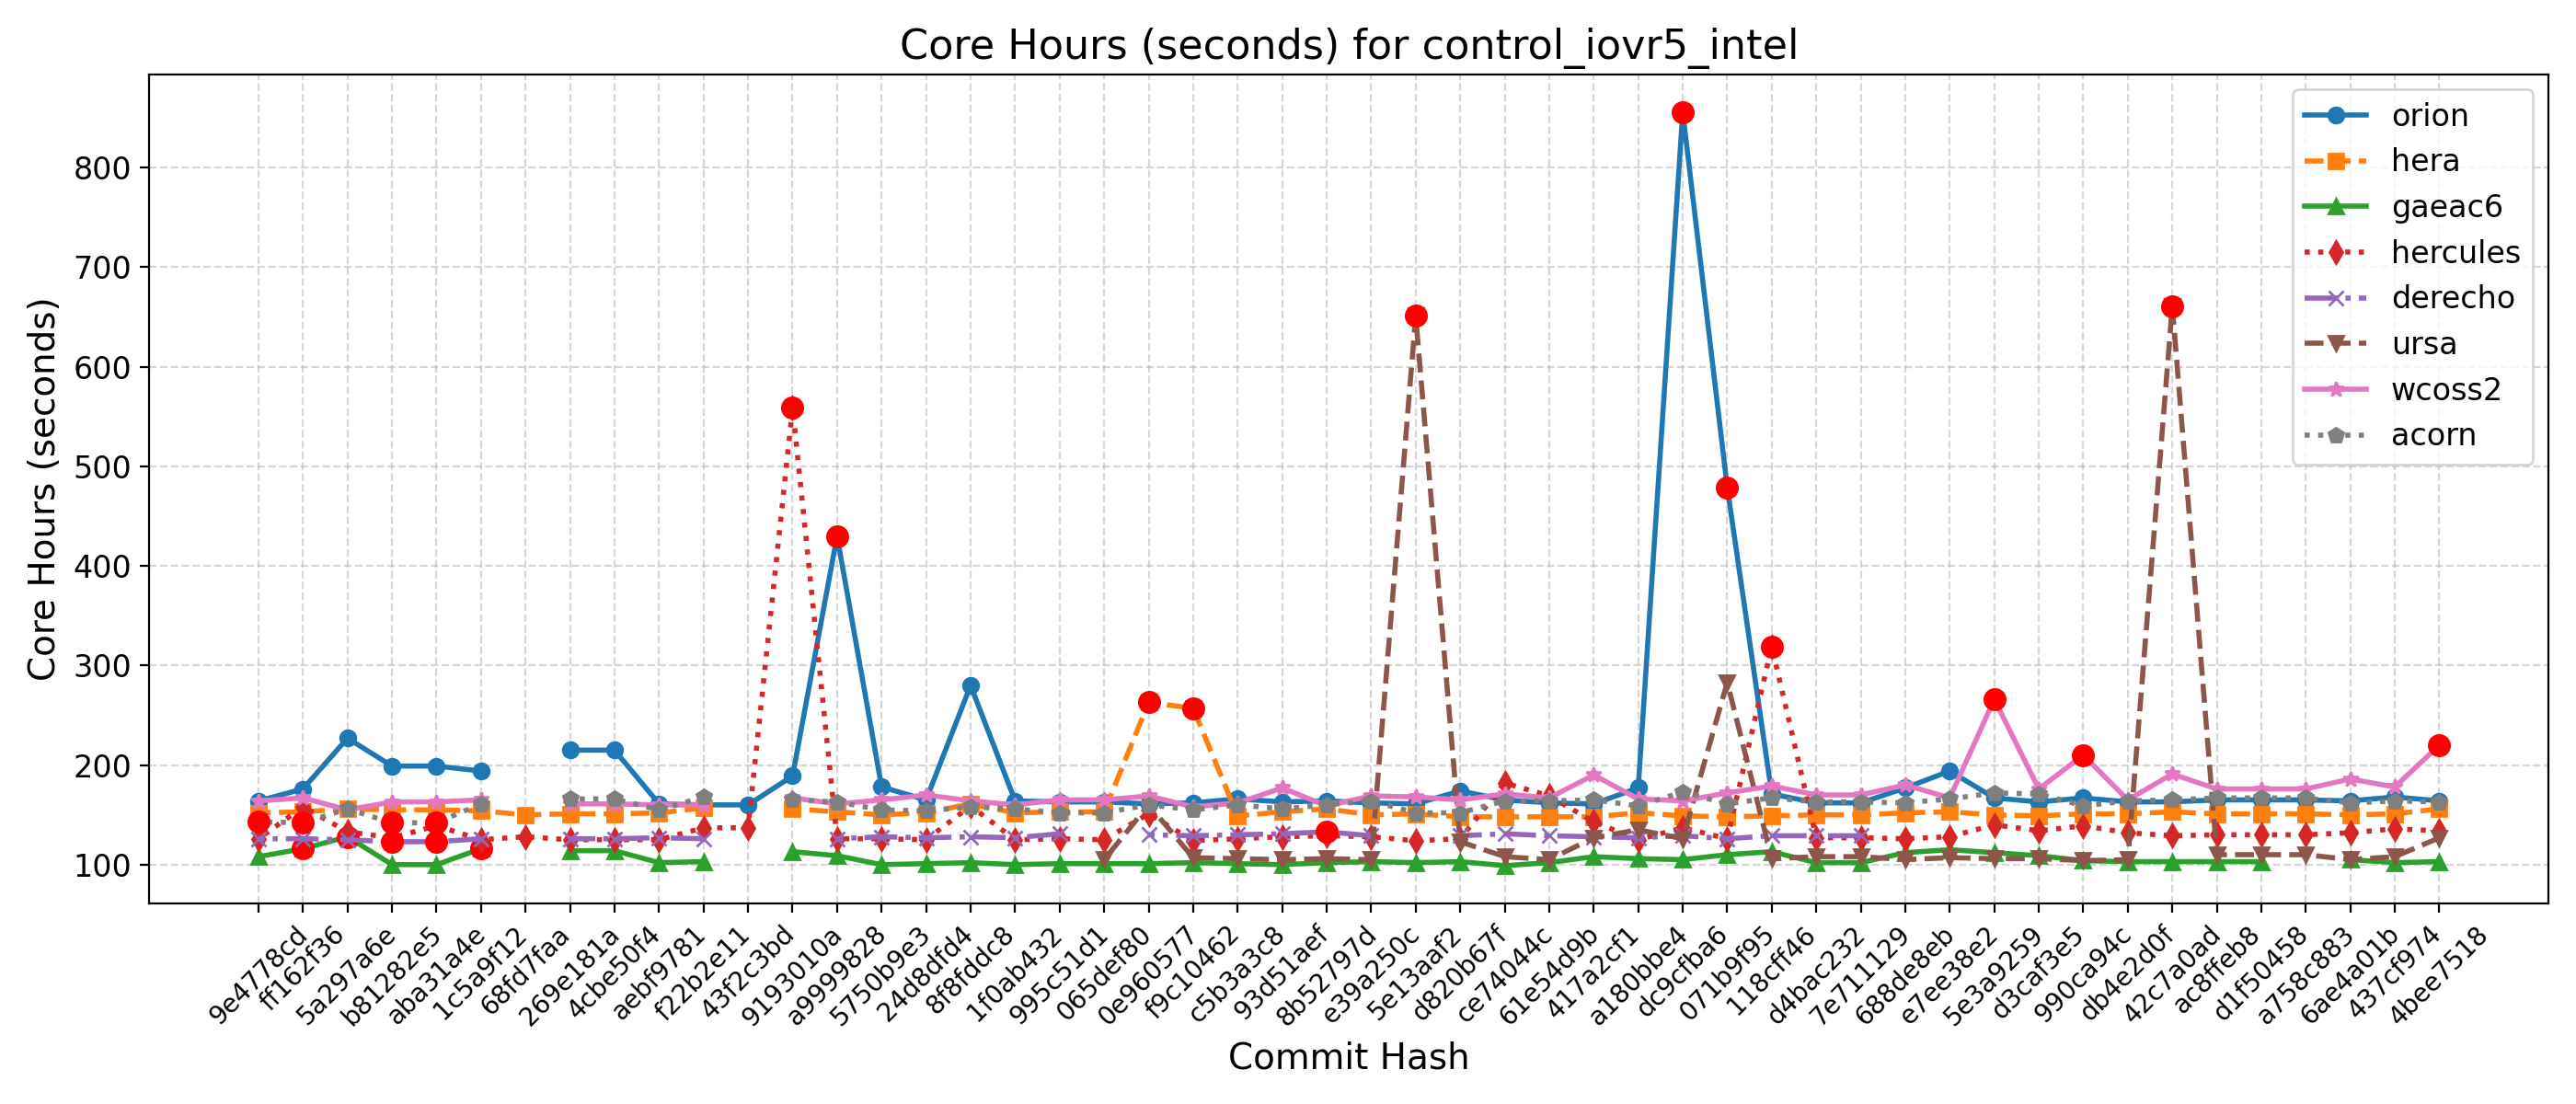 Core Hours (seconds) for control_iovr5_intel
Core Hours (seconds)
800
700
600
500
400
300
200
100
orion
hera
gaeac6
hercules
derecho
ursa
wcoss2
acorn
9e4778cd
ff162f36
5a297a6e
b81282e5
aba31a4e
1c5a9f12
68fd7faa
269e181a
4cbe50f4
aebf9781
f22b2e11
43f2c3bd
9193010a
a9999828
5750b9e3
24d8dfd4
8f8fddc8
1f0ab432
995c51d1
065def80
0e960577
f9c10462
c5b3a3c8
93d51aef
8b52797d
e39a250c
5e13aaf2
d820b67f
ce74044c
61e54d9b
417a2cf1
a180bbe4
dc9cfba6
071b9f95
118cff46
d4bac232
7e711129
688de8eb
e7ee38e2
5e3a9259
d3caf3e5
990ca94c
db4e2d0f
42c7a0ad
ac8ffeb8
d1f50458
a758c883
6ae4a01b
437cf974
4bee7518
Commit Hash